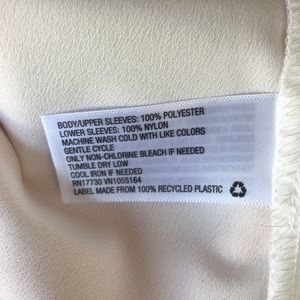 BODY/UPPER SLEEVES: 100% POLYESTER
LOWER SLEEVES: 100% NYLON
MACHINE WASH COLD WITH LIKE COLORS
GENTLE CYCLE
ONLY NON-CHLORINE BLEACH IF NEEDED
TUMBLE DRY LOW
COOL IRON IF NEEDED
RN17730 VN1055164
LABEL MADE FROM 100% RECYCLED PLASTIC